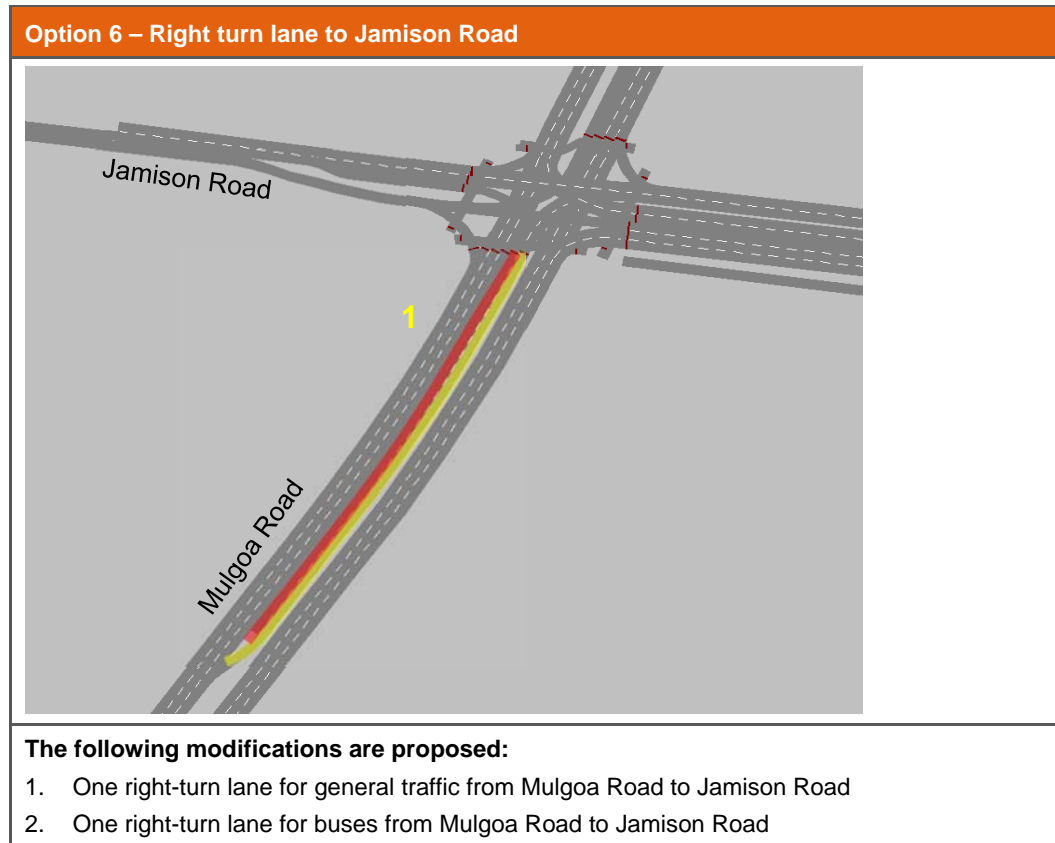 Option 6 – Right turn lane to Jamison Road
Jamison Road
1
Mulgoa Road
The following modifications are proposed:
1. One right-turn lane for general traffic from Mulgoa Road to Jamison Road
2. One right-turn lane for buses from Mulgoa Road to Jamison Road